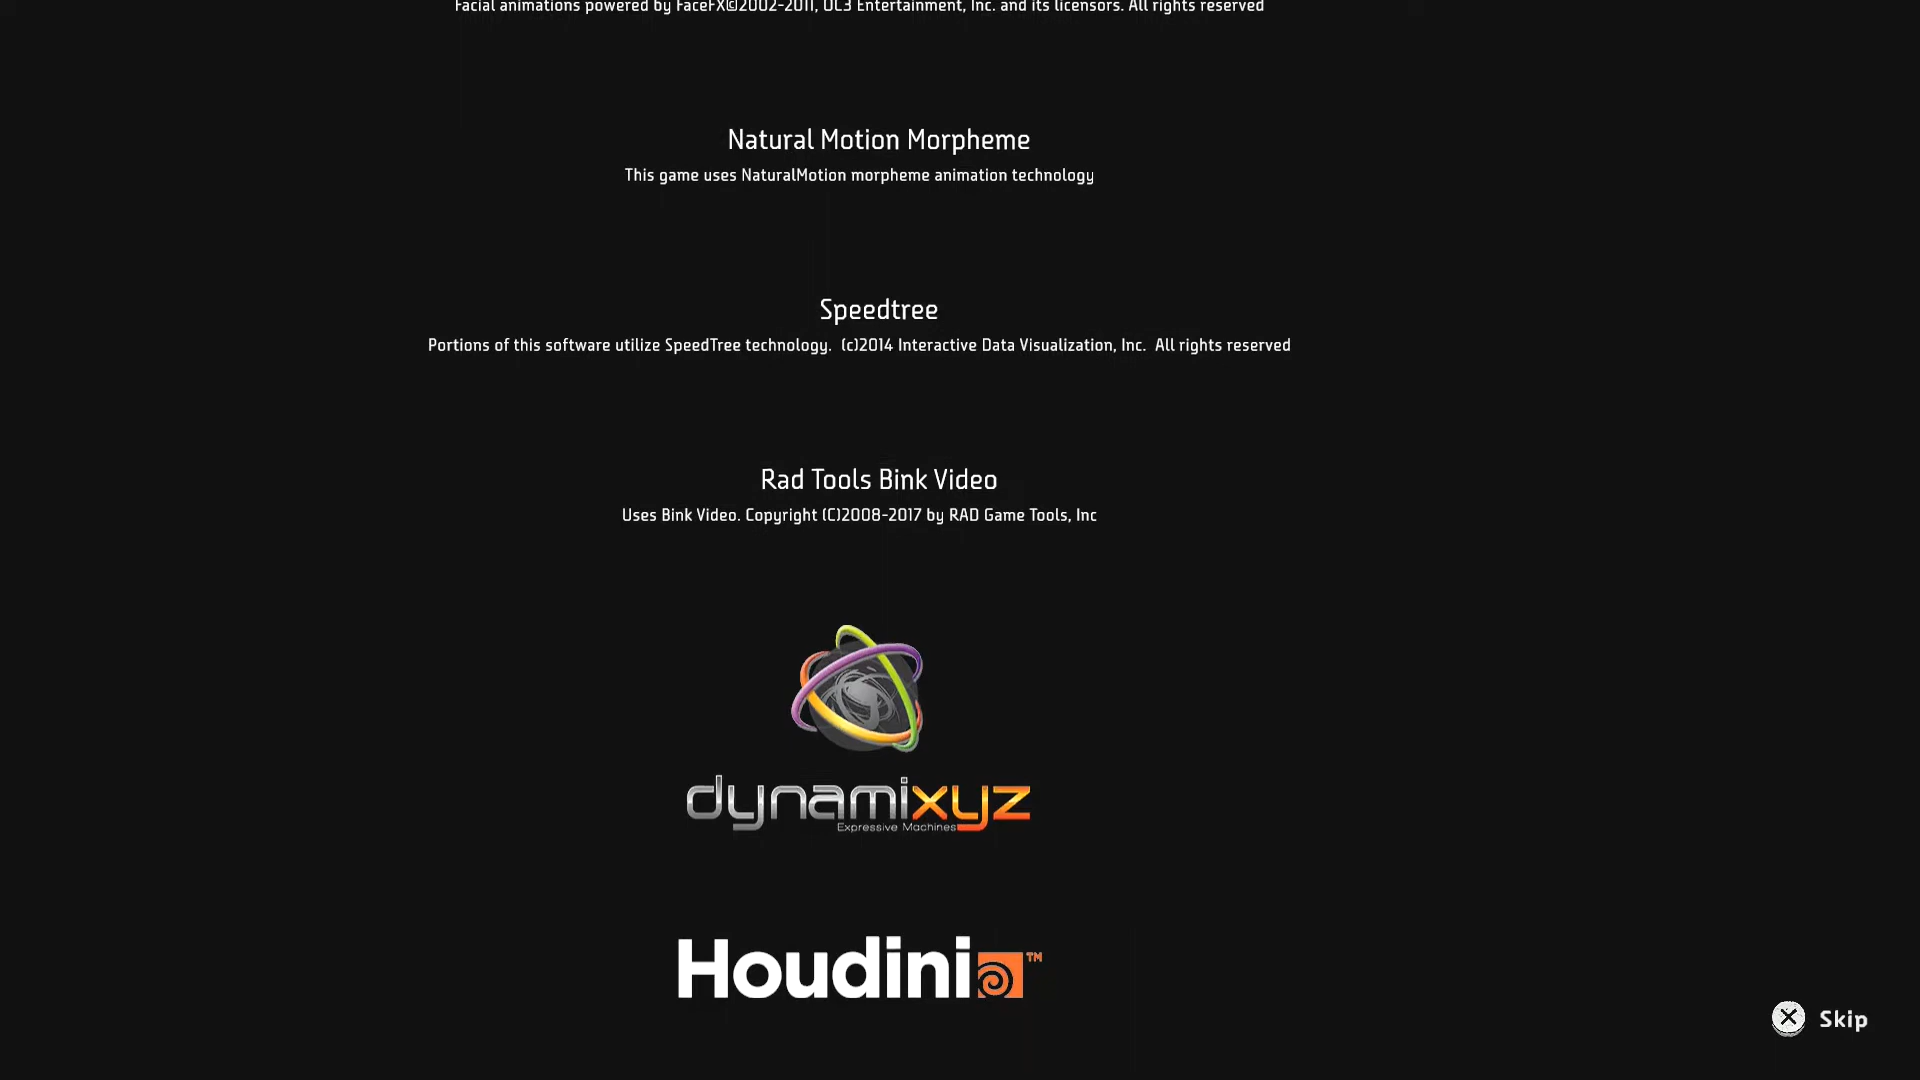 Facial animations powered by FaceFX©2002-2011, OC3 Entertainment, Inc. and its licensors. All rights reserved
Natural Motion Morpheme
This game uses NaturalMotion morpheme animation technology
Speedtree
Portions of this software utilize SpeedTree technology.  (c)2014 Interactive Data Visualization, Inc.  All rights reserved
Rad Tools Bink Video
Uses Bink Video. Copyright (C)2008-2017 by RAD Game Tools, Inc
dynamixyz
Expressive Machines
Houdini™
Skip